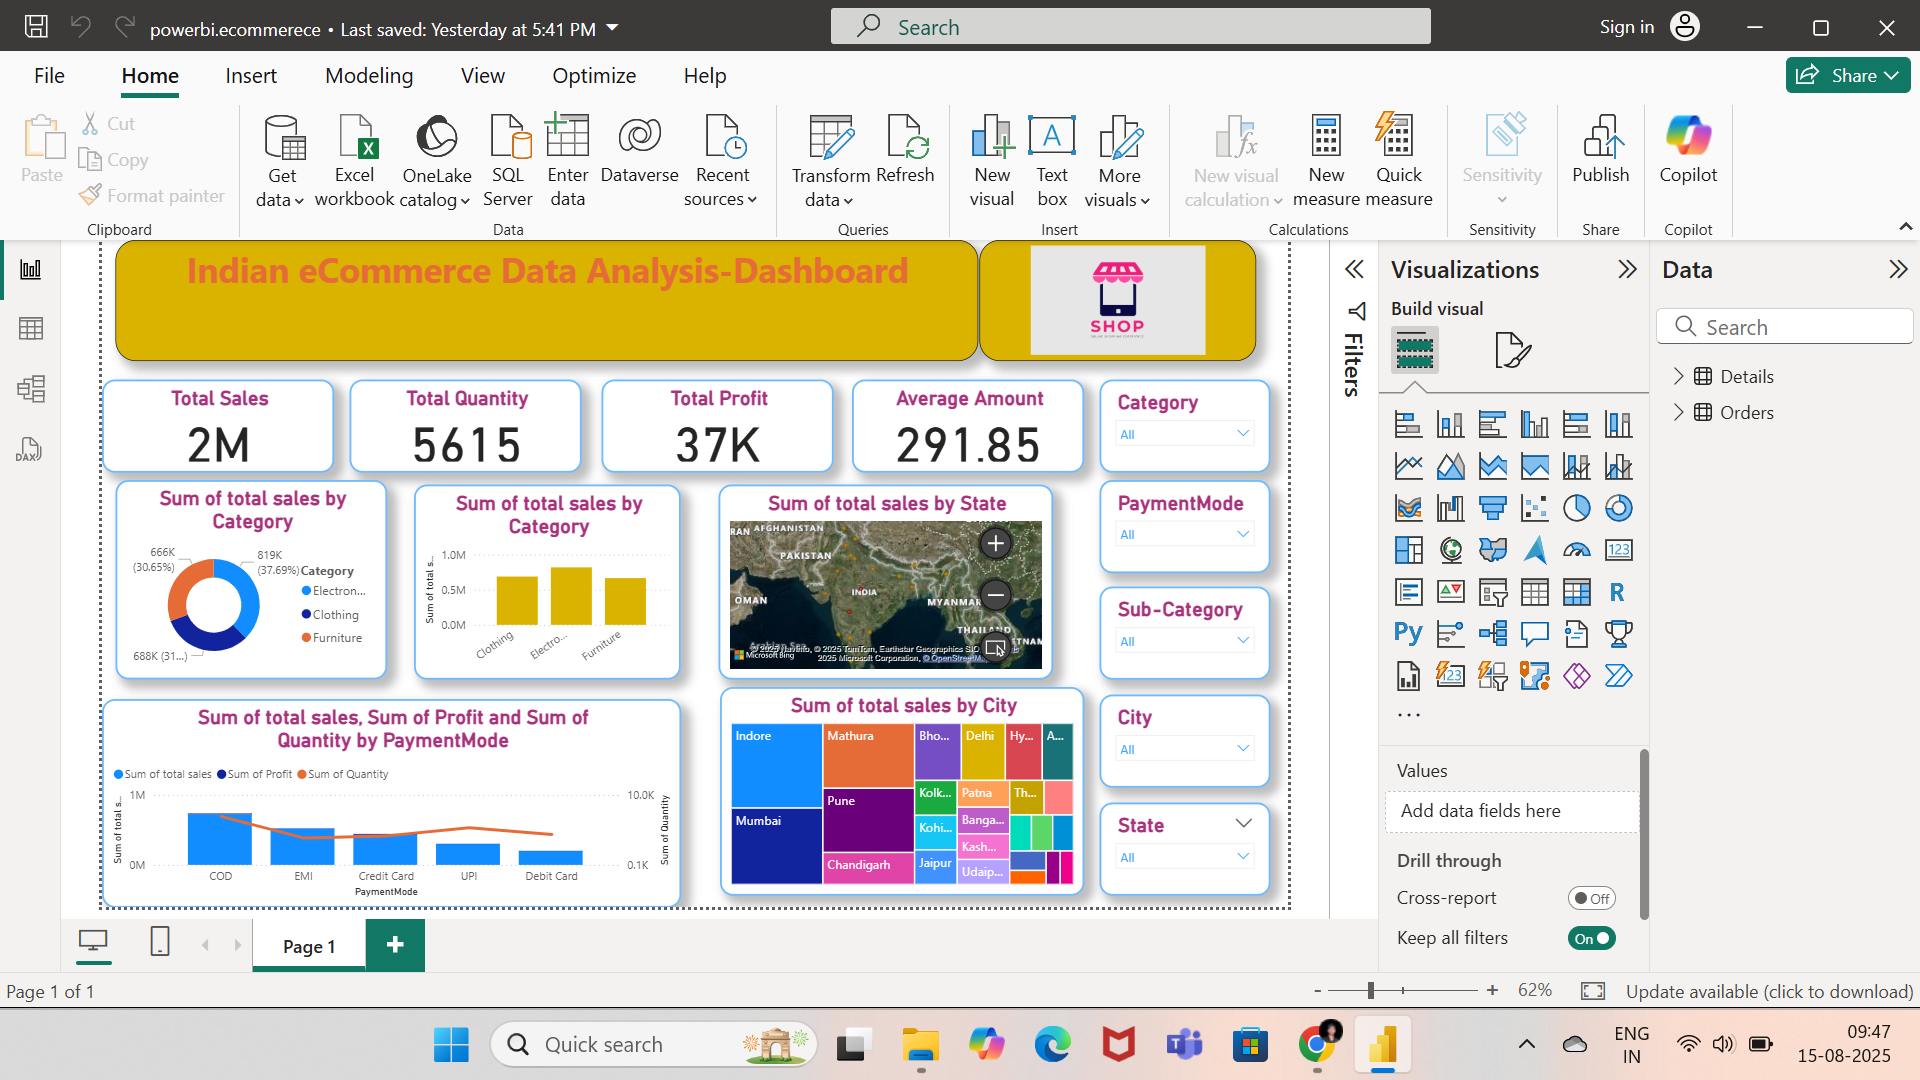 powerbi.ecommerece • Last saved: Yesterday at 5:41 PM
Search
Sign in
File Home Insert Modeling View Optimize Help
Share
Paste
Cut
Copy
Format painter
Get data
Excel workbook
OneLake catalog
SQL Server
Enter data
Dataverse
Recent sources
Transform data
Refresh
New visual
Text box
More visuals
New visual calculation
New measure
Quick measure
Sensitivity
Publish
Copilot
Clipboard Data Queries Insert Calculations Sensitivity Share Copilot
Indian eCommerce Data Analysis-Dashboard
SHOP
Total Sales
2M
Total Quantity
5615
Total Profit
37K
Average Amount
291.85
Category
All
Sum of total sales by
Category
666K
(30.65%)
819K
(37.69%)
688K (31...)
Category
Electron...
Clothing
Furniture
Sum of total sales by
Category
Sum of total s...
1.0M
0.5M
0.0M
Clothing
Electro...
Furniture
Sum of total sales by State
RAN
AFGHANISTAN
PAKISTAN
INDIA
OMAN
MYANMAR
THAILAND
TNAM
Arabian Sea
Microsoft Bing
PaymentMode
All
Sub-Category
All
City
All
State
All
Sum of total sales, Sum of Profit and Sum of
Quantity by PaymentMode
Sum of total sales Sum of Profit Sum of Quantity
Sum of total s...
1M
0M
10.0K
0.1K
Sum of Quantity
COD EMI Credit Card UPI Debit Card
PaymentMode
Sum of total sales by City
Indore
Mumbai
Mathura
Pune
Chandigarh
Bho...
Delhi
Hy...
A...
Kolk...
Patna
Th...
Kohi...
Banga...
Kash...
Jaipur
Udaip...
Filters
Visualizations
Build visual
123
R
Py
123
...
Values
Add data fields here
Drill through
Cross-report
Off
Keep all filters
On
Data
Search
Details
Orders
DAX
Page 1
+
Page 1 of 1
- + 62%
Update available (click to download)
Quick search
ENG
IN
09:47
15-08-2025